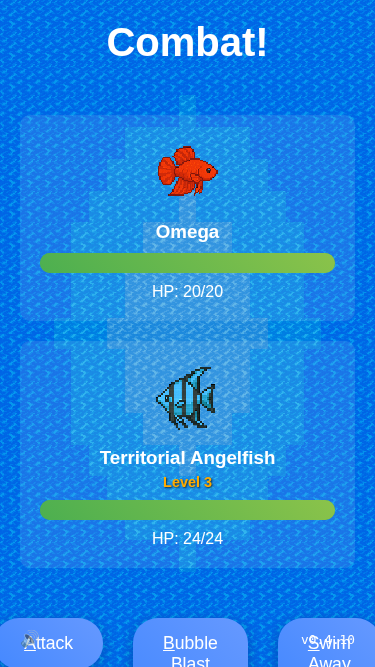 Combat!
Omega
HP: 20/20
Territorial Angelfish
Level 3
HP: 24/24
Attack
Bubble
Blast
Swim
Away